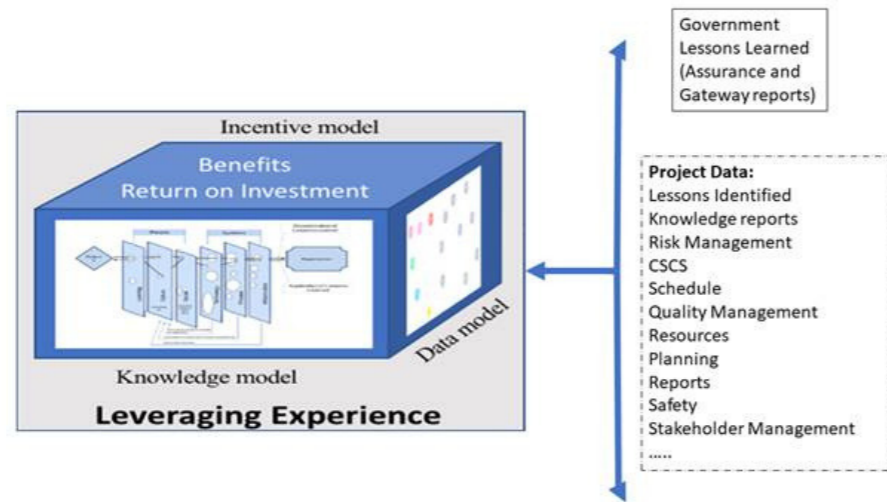 Government
Lessons Learned
(Assurance and
Gateway reports)
Incentive model
Benefits
Return on Investment
Data model
Knowledge model
Leveraging Experience
Project Data:
Lessons Identified
Knowledge reports
Risk Management
CSCS
Schedule
Quality Management
Resources
Planning
Reports
Safety
Stakeholder Management
.....